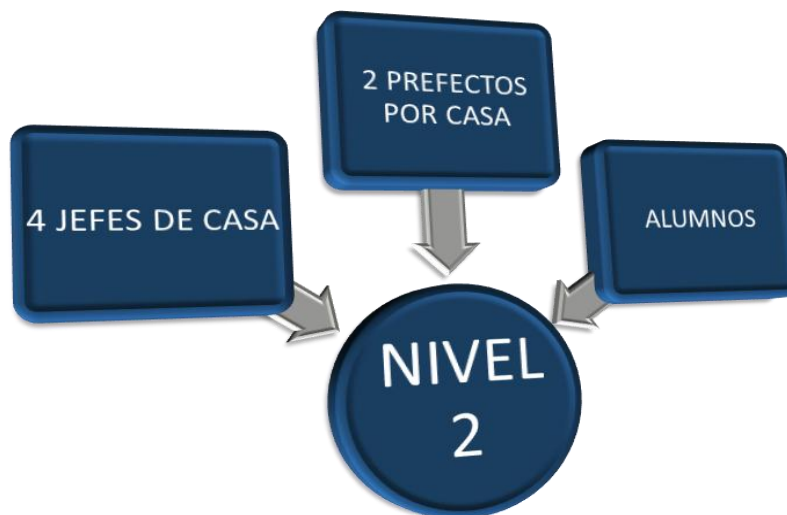 4 JEFES DE CASA
2 PREFECTOS
POR CASA
ALUMNOS
NIVEL
2